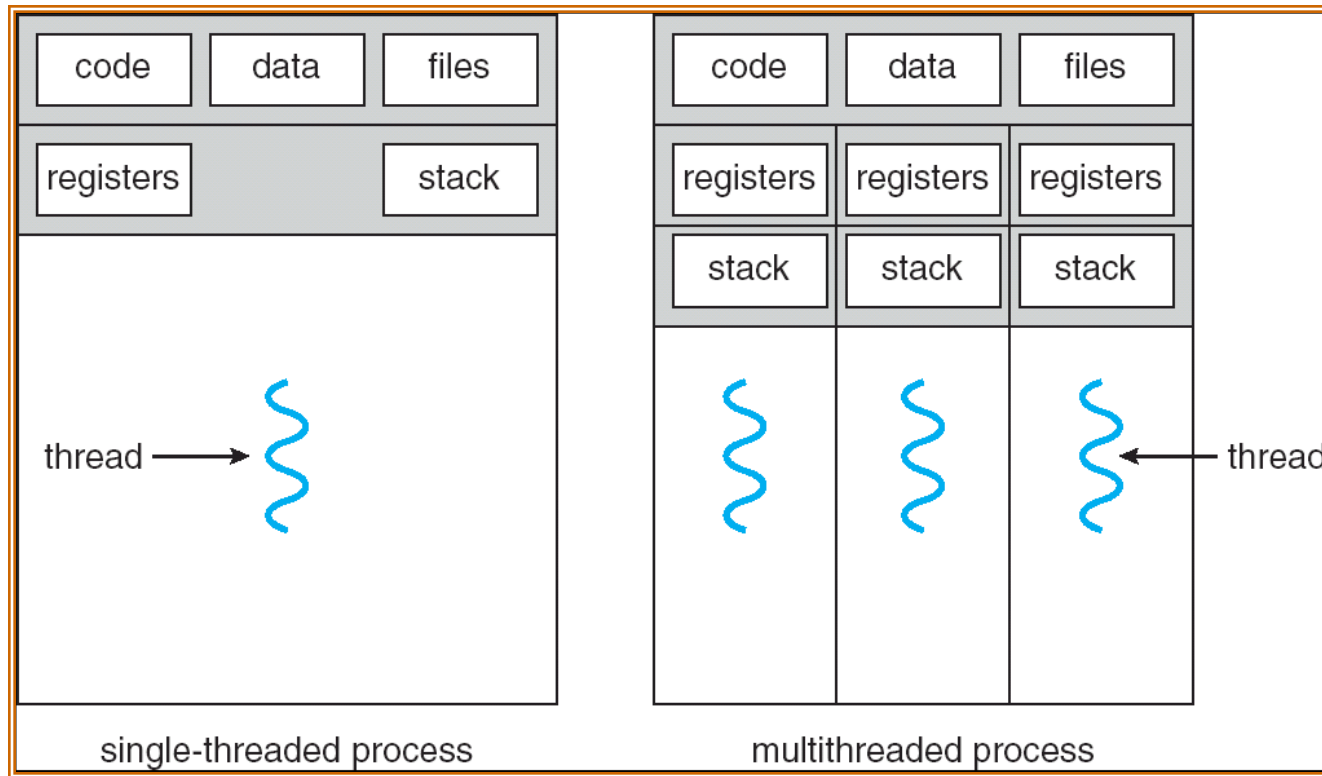 code data files
registers stack
thread
single-threaded process
code data files
registers registers registers
stack stack stack
thread
multithreaded process